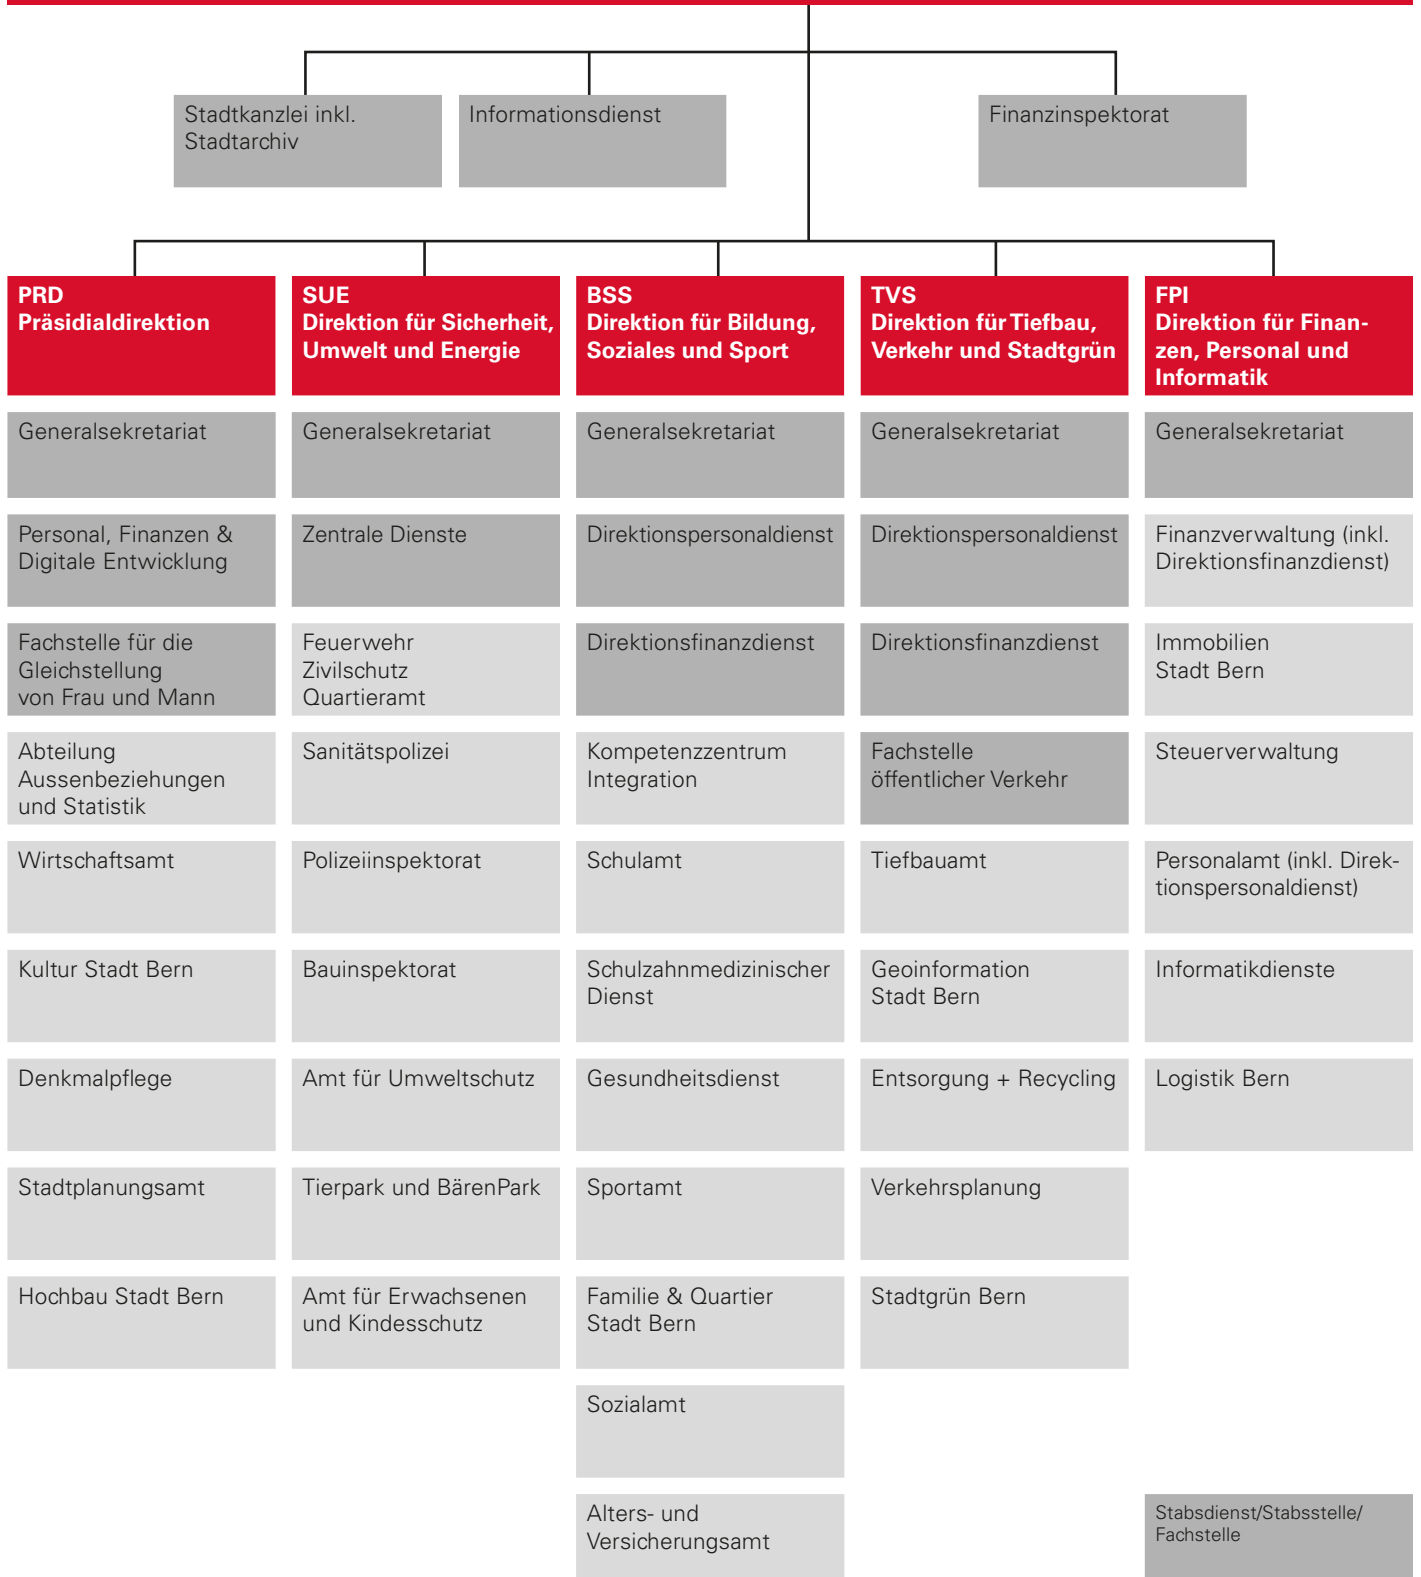 Stadtkanzlei inkl.
Stadtarchiv
Informationsdienst
Finanzinspektorat
PRD
Präsidialdirektion
SUE
Direktion für Sicherheit,
Umwelt und Energie
BSS
Direktion für Bildung,
Soziales und Sport
TVS
Direktion für Tiefbau,
Verkehr und Stadtgrün
FPI
Direktion für Finan-
zen, Personal und
Informatik
Generalsekretariat
Generalsekretariat
Generalsekretariat
Generalsekretariat
Generalsekretariat
Personal, Finanzen &
Digitale Entwicklung
Zentrale Dienste
Direktionspersonaldienst
Direktionspersonaldienst
Finanzverwaltung (inkl.
Direktionsfinanzdienst)
Fachstelle für die
Gleichstellung
von Frau und Mann
Feuerwehr
Zivilschutz
Quartieramt
Direktionsfinanzdienst
Direktionsfinanzdienst
Immobilien
Stadt Bern
Abteilung
Aussenbeziehungen
und Statistik
Sanitätspolizei
Kompetenzzentrum
Integration
Fachstelle
öffentlicher Verkehr
Steuerverwaltung
Wirtschaftsamt
Polizeiinspektorat
Schulamt
Tiefbauamt
Personalamt (inkl. Direk-
tionspersonaldienst)
Kultur Stadt Bern
Bauinspektorat
Schulzahnmedizinischer
Dienst
Geoinformation
Stadt Bern
Informatikdienste
Denkmalpflege
Amt für Umweltschutz
Gesundheitsdienst
Entsorgung + Recycling
Logistik Bern
Stadtplanungsamt
Tierpark und BärenPark
Sportamt
Verkehrsplanung
Hochbau Stadt Bern
Amt für Erwachsenen
und Kindesschutz
Familie & Quartier
Stadt Bern
Stadtgrün Bern
Sozialamt
Alters- und
Versicherungsamt
Stabsdienst/Stabsstelle/
Fachstelle